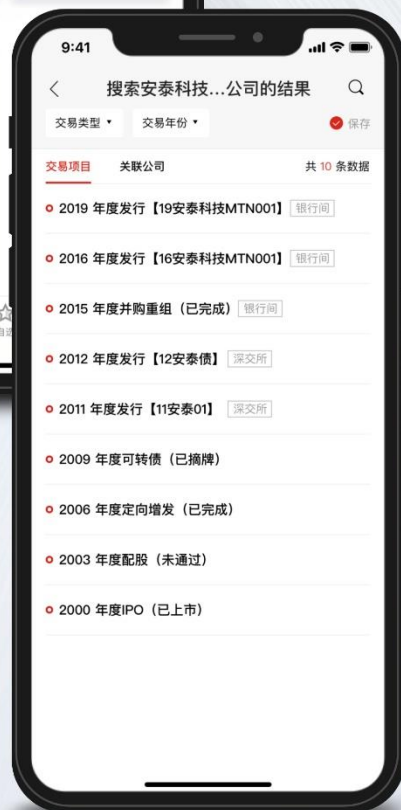 9:41
搜索安泰科技...公司的结果
交易类型 交易年份 保存
交易项目 关联公司 共 10 条数据
2019 年度发行【19安泰科技MTN001】 银行间
2016 年度发行【16安泰科技MTN001】 银行间
2015 年度并购重组（已完成） 银行间
2012 年度发行【12安泰债】 深交所
2011 年度发行【11安泰01】 深交所
2009 年度可转债（已摘牌）
2006 年度定向增发（已完成）
2003 年度配股（未通过）
2000 年度IPO（已上市）